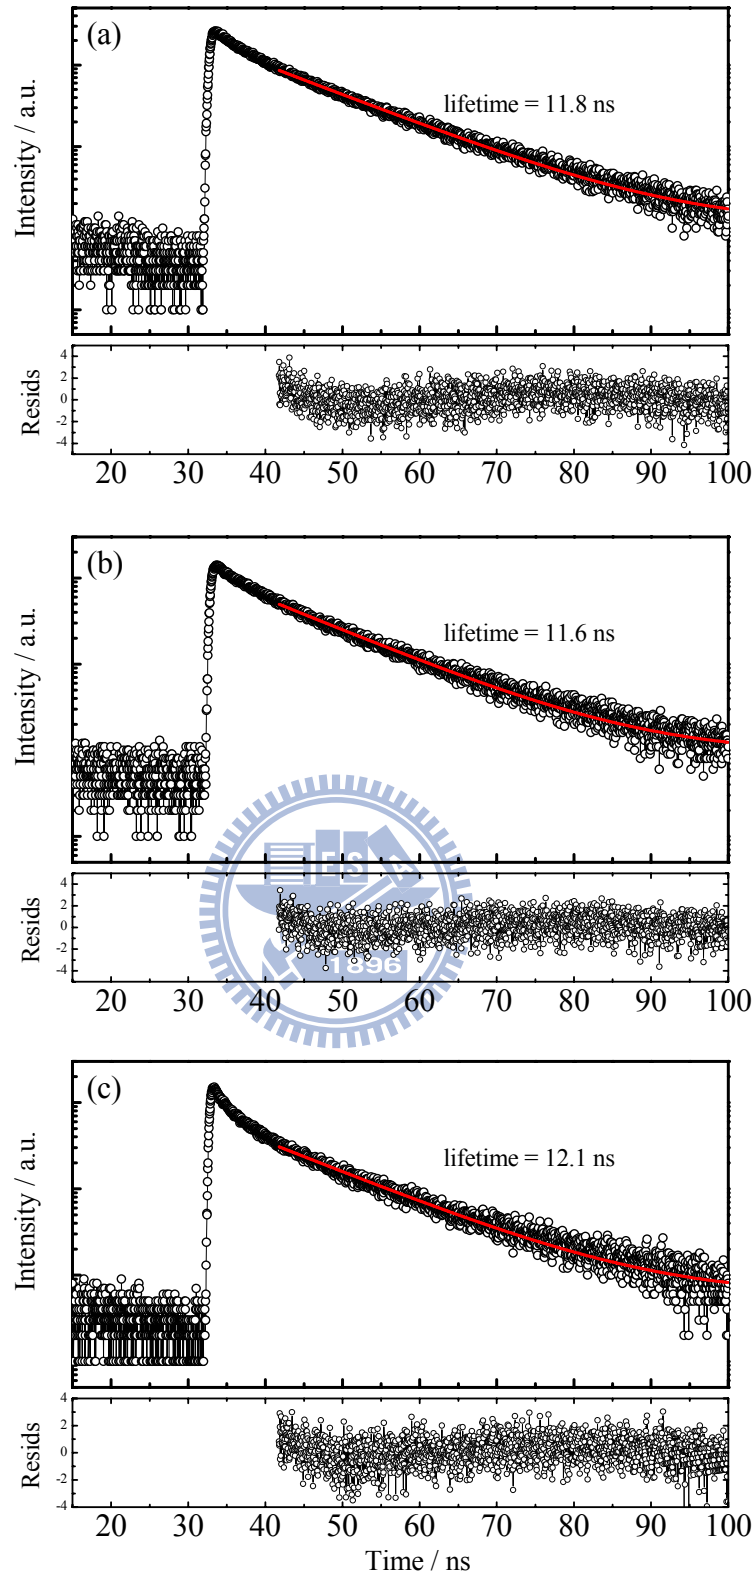 (a)
lifetime = 11.8 ns
Intensity / a.u.
4
2
0
-2
-4
Resids
20 30 40 50 60 70 80 90 100
(b)
lifetime = 11.6 ns
Intensity / a.u.
ES
4
2
0
-2
-4
Resids
1896
20 30 40 50 60 70 80 90 100
(c)
lifetime = 12.1 ns
Intensity / a.u.
4
2
0
-2
-4
Resids
20 30 40 50 60 70 80 90 100
Time / ns